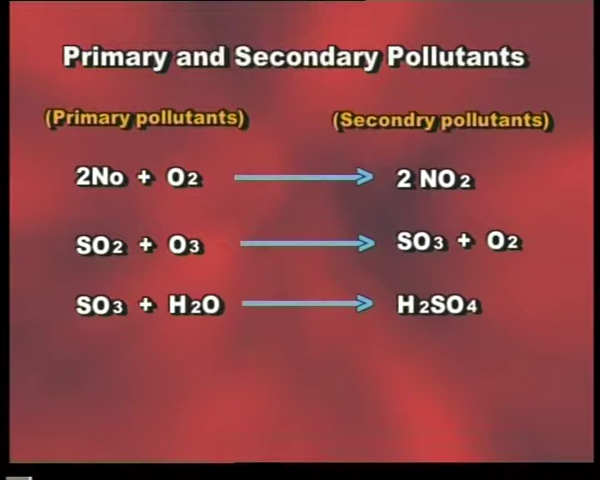 Primary and Secondary Pollutants
(Primary pollutants) (Secondry pollutants)
2No + O2 → 2 NO2
SO2 + O3 → SO3 + O2
SO3 + H2O → H2SO4